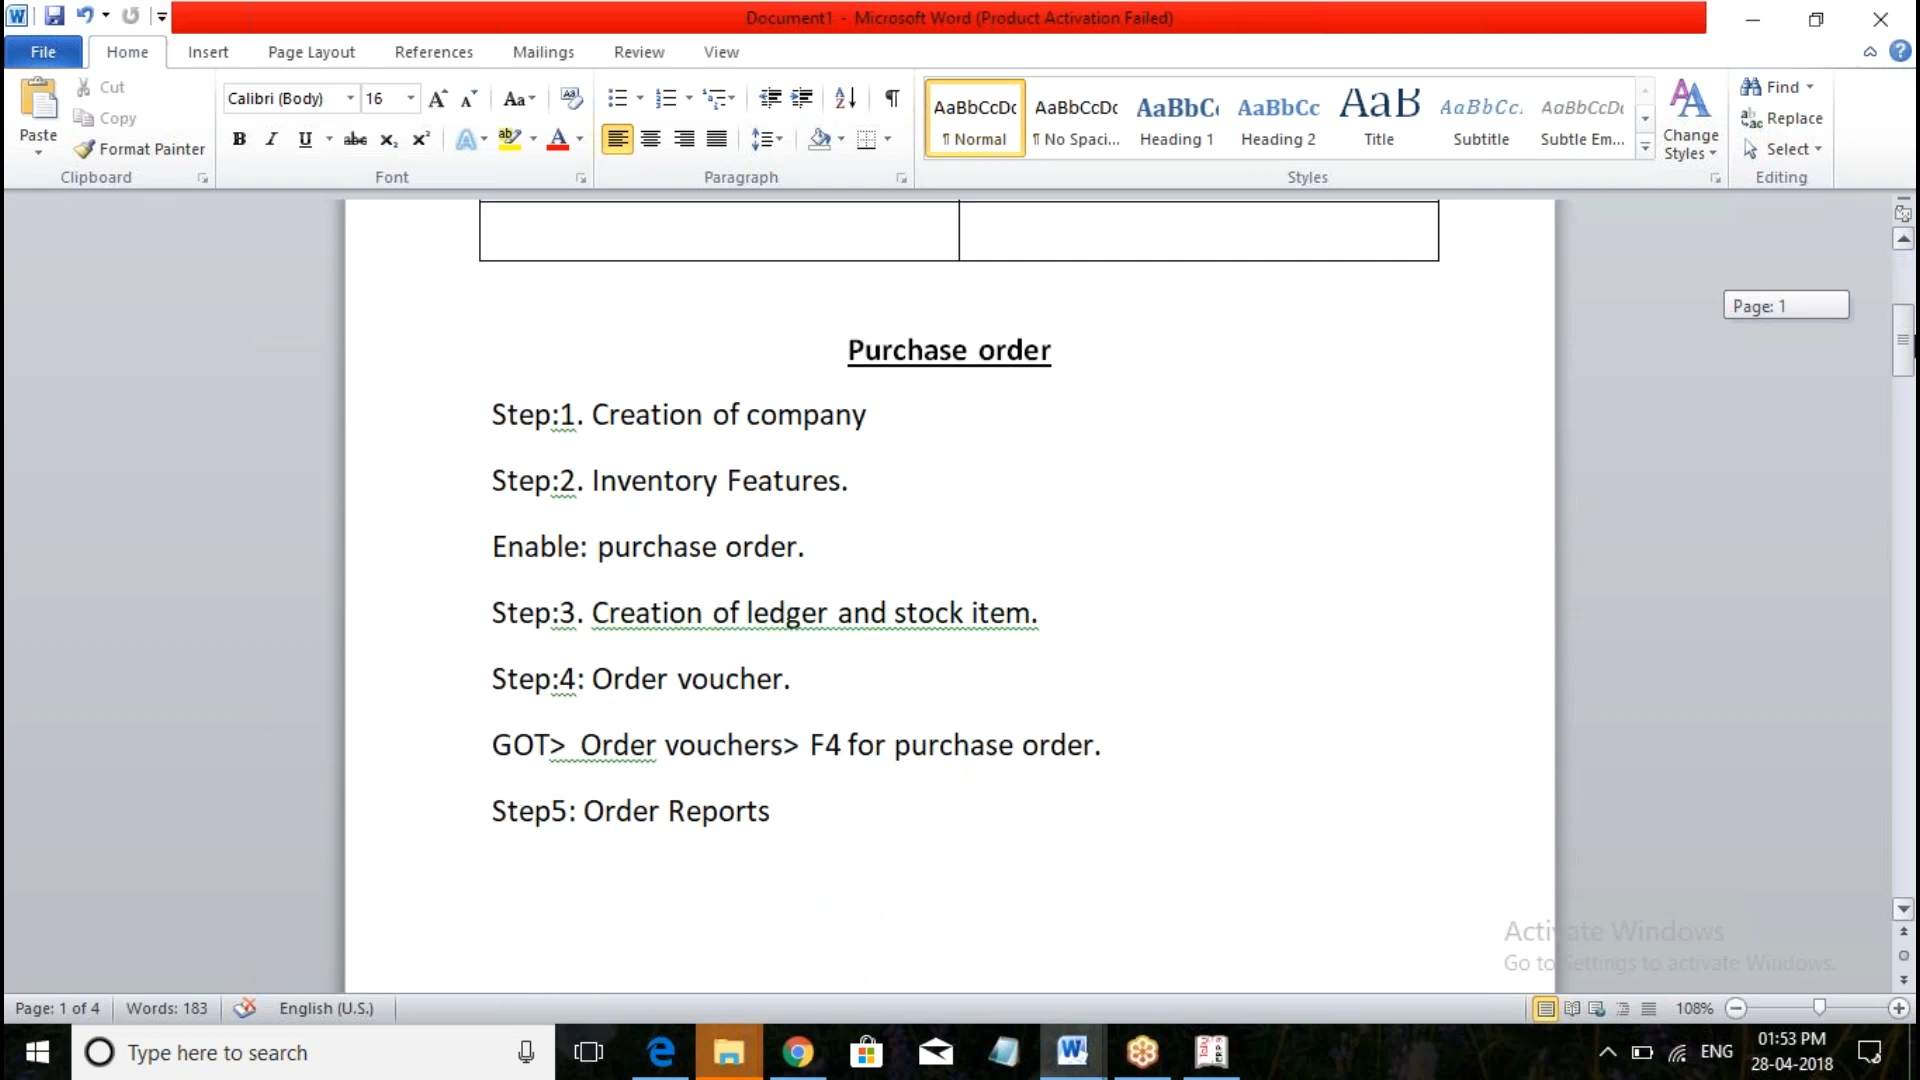 Document1 - Microsoft Word (Product Activation Failed)
File Home Insert Page Layout References Mailings Review View
Paste
Cut
Copy
Format Painter
Clipboard
Calibri (Body) 16
Font
Paragraph
AaBbCcDc AaBbCcDc AaBbC AaBbCc AaB AaBbCc. AaBbCcDc
¶ Normal ¶ No Spaci... Heading 1 Heading 2 Title Subtitle Subtle Em...
Change
Styles
Styles
Find
Replace
Select
Editing
Page: 1
Purchase order
Step:1. Creation of company
Step:2. Inventory Features.
Enable: purchase order.
Step:3. Creation of ledger and stock item.
Step:4: Order voucher.
GOT> Order vouchers> F4 for purchase order.
Step5: Order Reports
Activate Windows
Go to Settings to activate Windows.
Page: 1 of 4 Words: 183 English (U.S.) 108%
Type here to search
ENG
01:53 PM
28-04-2018